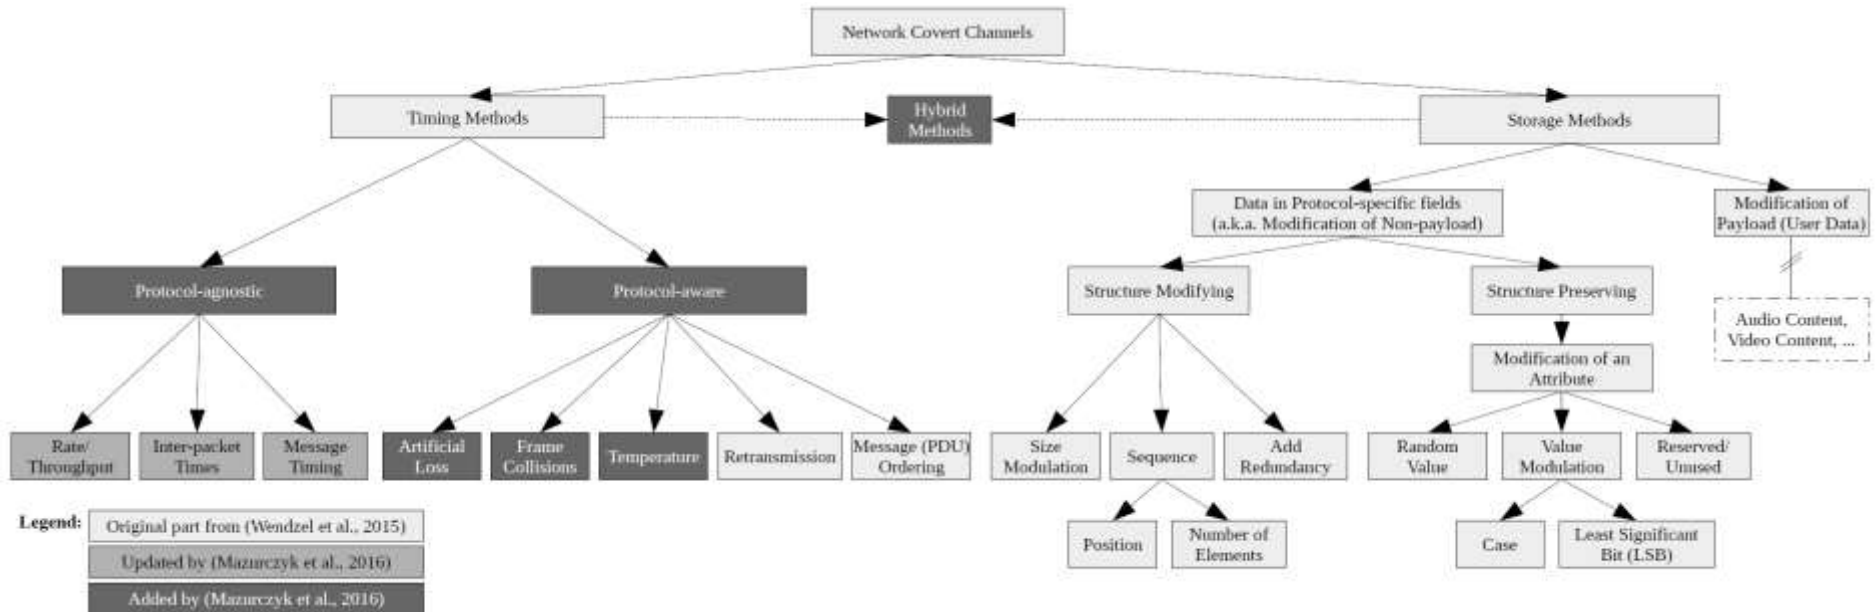 Network Covert Channels
Timing Methods
Hybrid
Methods
Storage Methods
Data in Protocol-specific fields
(a.k.a. Modification of Non-payload)
Modification of
Payload (User Data)
Protocol-agnostic
Protocol-aware
Structure Modifying
Structure Preserving
Audio Content,
Video Content, ...
Modification of an
Attribute
Rate/
Throughput
Inter-packet
Times
Message
Timing
Artificial
Loss
Frame
Collisions
Temperature
Retransmission
Message (PDU)
Ordering
Size
Modulation
Sequence
Add
Redundancy
Random
Value
Value
Modulation
Reserved/
Unused
Position
Number of
Elements
Case
Least Significant
Bit (LSB)
Legend:
Original part from (Wendzel et al., 2015)
Updated by (Mazurczyk et al., 2016)
Added by (Mazurczyk et al., 2016)